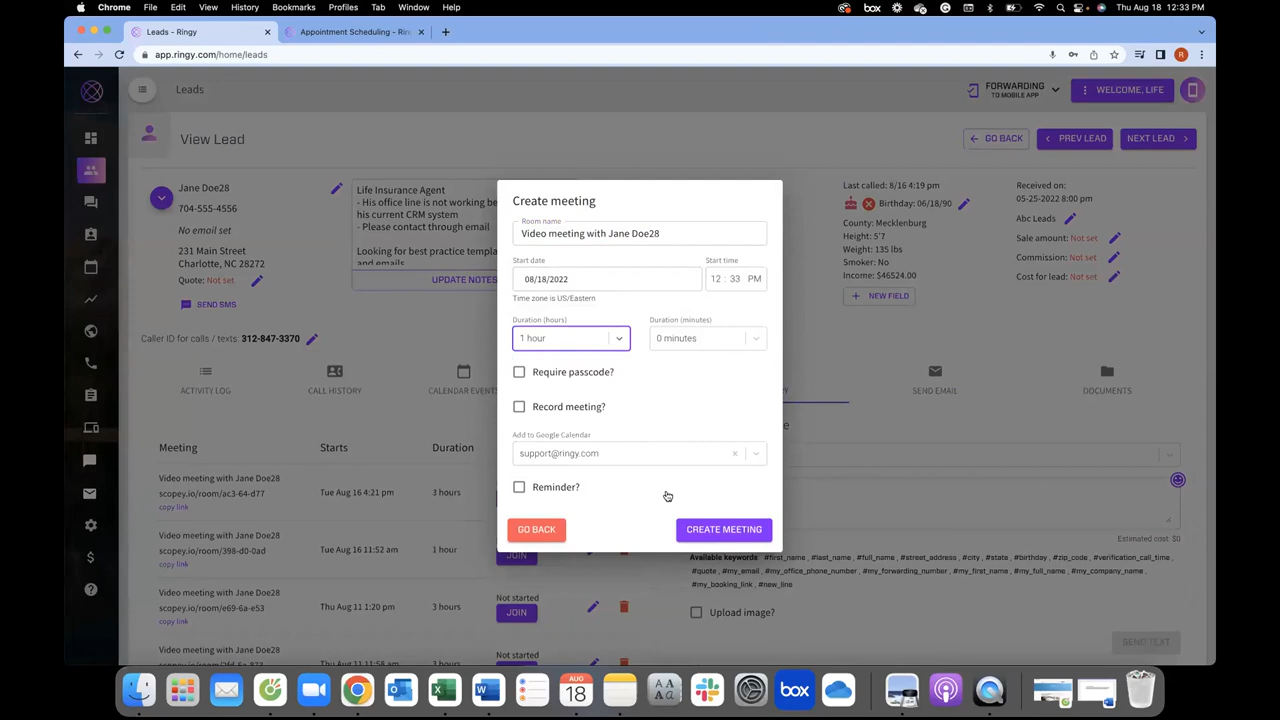 Chrome File Edit View History Bookmarks Profiles Tab Window Help
box
Thu Aug 18 12:33 PM
Leads - Ringy
Appointment Scheduling - Rin
app.ringy.com/home/leads
R
Leads
FORWARDING
TO MOBILE APP
WELCOME, LIFE
View Lead
GO BACK
PREV LEAD
NEXT LEAD
Jane Doe28
704-555-4556
No email set
231 Main Street
Charlotte, NC 28272
Quote: Not set
SEND SMS
Life Insurance Agent
- His office line is not working be
his current CRM system
- Please contact through email
Looking for best practice templat
and emails
UPDATE NOTES
Last called: 8/16 4:19 pm
Birthday: 06/18/90
County: Mecklenburg
Height: 5'7
Weight: 135 lbs
Smoker: No
Income: $46524.00
NEW FIELD
Received on:
05-25-2022 8:00 pm
Abc Leads
Sale amount: Not set
Commission: Not set
Cost for lead: Not set
Caller ID for calls / texts: 312-847-3370
ACTIVITY LOG
CALL HISTORY
CALENDAR EVENTS
SEND EMAIL
DOCUMENTS
Create meeting
Room name
Video meeting with Jane Doe28
Start date
Start time
08/18/2022
12 : 33 PM
Time zone is US/Eastern
Duration (hours)
Duration (minutes)
1 hour
0 minutes
Require passcode?
Record meeting?
Add to Google Calendar
support@ringy.com
Reminder?
GO BACK
CREATE MEETING
Meeting
Starts
Duration
Video meeting with Jane Doe28
scopey.io/room/ac3-64-d77
copy link
Tue Aug 16 4:21 pm
3 hours
Video meeting with Jane Doe28
scopey.io/room/398-d0-0ad
copy link
Tue Aug 16 11:52 am
1 hour
JOIN
Video meeting with Jane Doe28
scopey.io/room/e69-6a-e53
copy link
Thu Aug 11 1:20 pm
3 hours
Not started
JOIN
Video meeting with Jane Doe28
Thu Aug 11 11:58 am
3 hours
Not started
Estimated cost: $0
Available keywords #first_name , #last_name , #full_name , #street_address , #city , #state , #birthday , #zip_code , #verification_call_time ,
#quote , #my_email , #my_office_phone_number , #my_forwarding_number , #my_first_name , #my_full_name , #my_company_name ,
#my_booking_link , #new_line
Upload image?
SEND TEXT
AUG
18
box